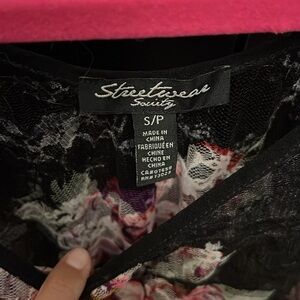 Streetwear
Society
S/P
MADE IN
CHINA
FABRIQUÉ EN
CHINE
HECHO EN
CHINA